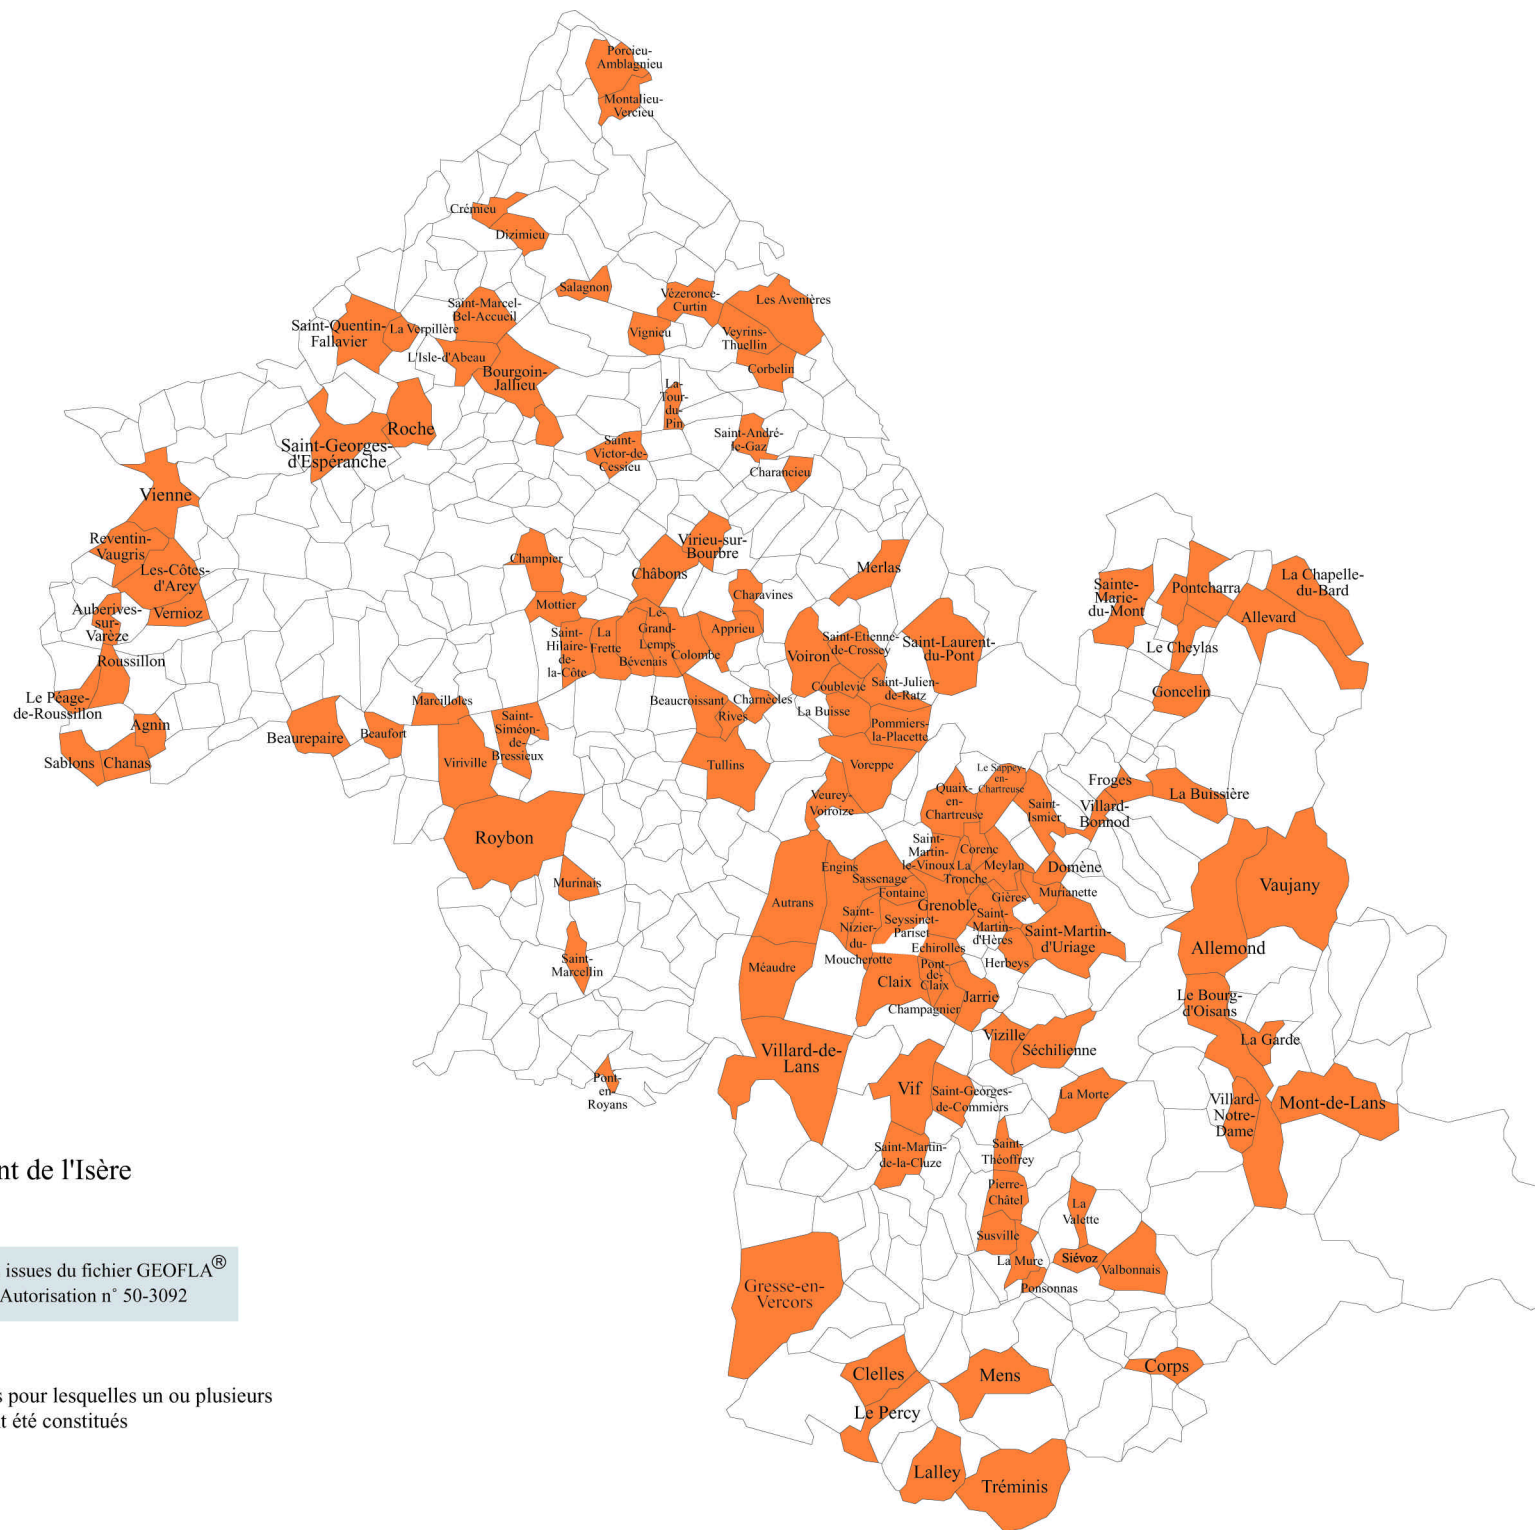 Porcieu-
Amblagnieu
Montalieu-
Vercieu
Crémieu
Dizimieu
Salagnon
Vézeronce-
Curtin
Les Avenières
Saint-Marcel-
Bel-Accueil
Saint-Quentin-
Fallavier
La Verpillère
Vignieu
Veyrins-
Thuellin
L'Isle-d'Abeau
Bourgoin-
Jallieu
Corbelin
La-
Tour-
du-
Pin
Roche
Saint-Georges-
d'Espéranche
Saint-
Victor-de-
Cessieu
Saint-André-
le-Gaz
Charancieu
Vienne
Reventin-
Vaugris
Les-Côtes-
d'Arey
Auberives-
sur-
Varèze
Vernioz
Roussillon
Le Péage-
de-Roussillon
Agnin
Sablons
Chanas
Champier
Châbons
Virieu-sur-
Bourbre
Merlas
Mottier
Charavines
Saint-
Hilaire-
de-
la-Côte
La
Frette
Le-
Grand-
Lemps
Bévenais
Colombe
Apprieu
Voiron
Saint-Etienne-
de-Crossey
Saint-Laurent-
du-Pont
Coublevie
Saint-Julien-
de-Ratz
La Buisse
Pommiers-
la-Placette
Beaucroissant
Rives
Charnècles
Marcilloles
Beaurepaire
Beaufort
Saint-
Siméon-
de-
Bressieux
Viriville
Tullins
Voreppe
Veurey-
Voiroize
Roybon
Murinais
Saint-
Marcellin
Pont-
en-
Royans
Sainte-
Marie-
du-Mont
Pontcharra
La Chapelle-
du-Bard
Allevard
Le Cheylas
Goncelin
Froges
La Buissière
Villard-
Bonnod
Le Sappey-
en-
Chartreuse
Quaix-
en-
Chartreuse
Saint-
Ismier
Saint-
Martin-
le-Vinoux
Corenc
La
Tronche
Meylan
Domène
Murianette
Engins
Sassenage
Fontaine
Grenoble
Gières
Autrans
Saint-
Nizier-
du-
Moucherotte
Seyssinet-
Pariset
Saint-
Martin-
d'Hères
Saint-Martin-
d'Uriage
Echirolles
Herbeys
Méaudre
Claix
Pont-
de-
Claix
Jarrie
Champagnier
Vaujany
Allemond
Le Bourg-
d'Oisans
La Garde
Villard-de-
Lans
Vizille
Séchilienne
Vif
Saint-Georges-
de-Commiers
La Morte
Villard-
Notre-
Dame
Mont-de-Lans
Saint-Martin-
de-la-Cluze
Saint-
Théoffrey
Pierre-
Châtel
La
Valette
Susville
La Mure
Siévoz
Valbonnais
Ponsonnas
Gresse-en-
Vercors
Clelles
Mens
Corps
Le Percy
Lalley
Tréminis
nt de l'Isère
issues du fichier GEOFLA®
Autorisation n° 50-3092
s pour lesquelles un ou plusieurs
t été constitués